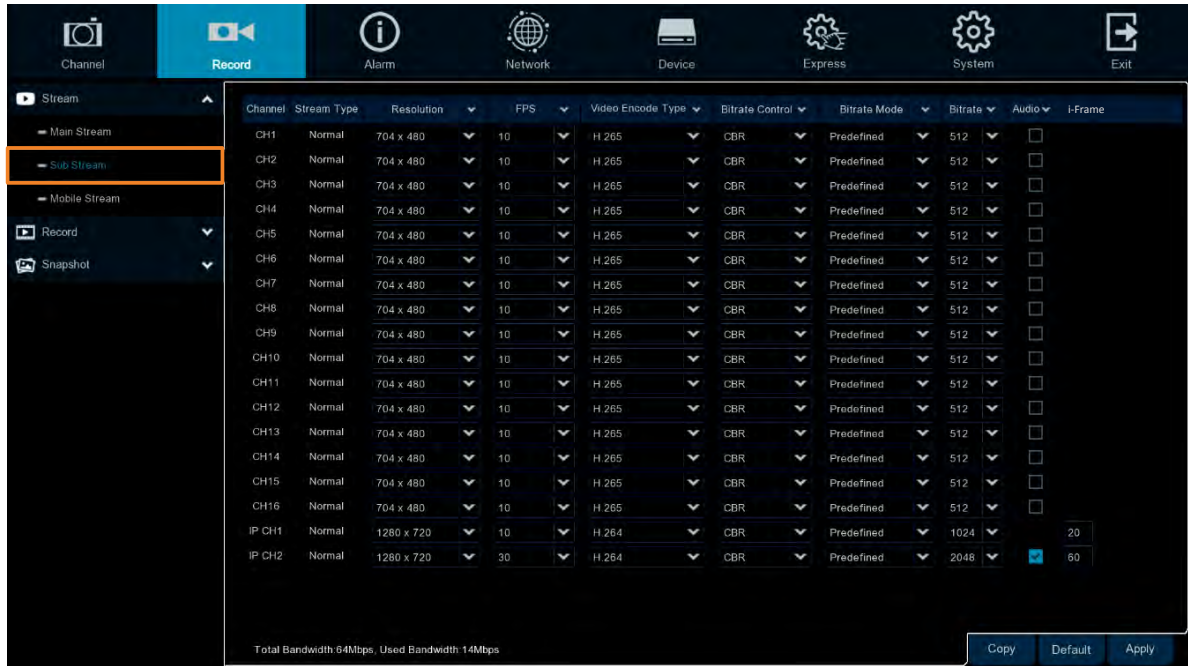 Channel Record Alarm Network Device Express System Exit
Stream
Main Stream
Sub Stream
Mobile Stream
Record
Snapshot
Channel Stream Type Resolution FPS Video Encode Type Bitrate Control Bitrate Mode Bitrate Audio i-Frame
CH1 Normal 704 x 480 10 H.265 CBR Predefined 512
CH2 Normal 704 x 480 10 H.265 CBR Predefined 512
CH3 Normal 704 x 480 10 H.265 CBR Predefined 512
CH4 Normal 704 x 480 10 H.265 CBR Predefined 512
CH5 Normal 704 x 480 10 H.265 CBR Predefined 512
CH6 Normal 704 x 480 10 H.265 CBR Predefined 512
CH7 Normal 704 x 480 10 H.265 CBR Predefined 512
CH8 Normal 704 x 480 10 H.265 CBR Predefined 512
CH9 Normal 704 x 480 10 H.265 CBR Predefined 512
CH10 Normal 704 x 480 10 H.265 CBR Predefined 512
CH11 Normal 704 x 480 10 H.265 CBR Predefined 512
CH12 Normal 704 x 480 10 H.265 CBR Predefined 512
CH13 Normal 704 x 480 10 H.265 CBR Predefined 512
CH14 Normal 704 x 480 10 H.265 CBR Predefined 512
CH15 Normal 704 x 480 10 H.265 CBR Predefined 512
CH16 Normal 704 x 480 10 H.265 CBR Predefined 512
IP CH1 Normal 1280 x 720 10 H.264 CBR Predefined 1024 20
IP CH2 Normal 1280 x 720 30 H.264 CBR Predefined 2048 60
Total Bandwidth:64Mbps, Used Bandwidth:14Mbps
Copy Default Apply